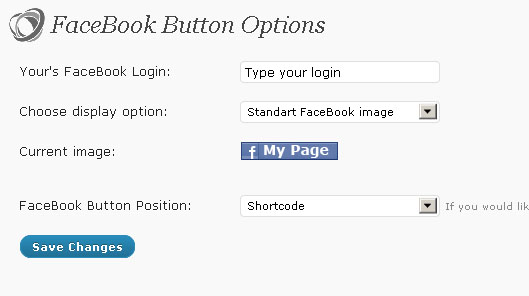 FaceBook Button Options
Your's FaceBook Login: Type your login
Choose display option: Standart FaceBook image
Current image: f My Page
FaceBook Button Position: Shortcode If you would lik
Save Changes